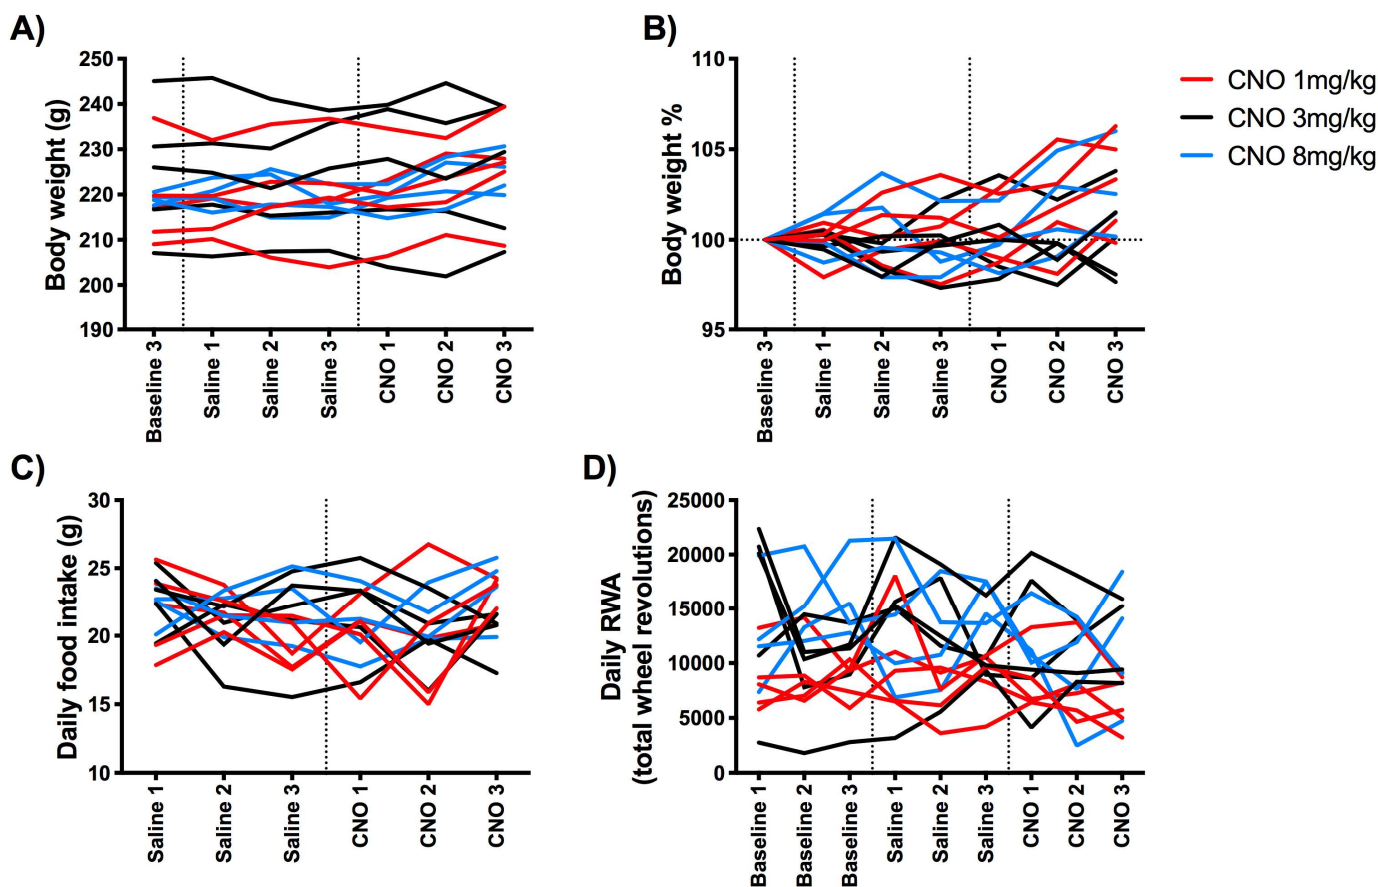 A)
Body weight (g)
250
240
230
220
210
200
190
Baseline 3
Saline 1
Saline 2
Saline 3
CNO 1
CNO 2
CNO 3
B)
Body weight %
110
105
100
95
Baseline 3
Saline 1
Saline 2
Saline 3
CNO 1
CNO 2
CNO 3
CNO 1mg/kg
CNO 3mg/kg
CNO 8mg/kg
C)
Daily food intake (g)
30
25
20
15
10
Saline 1
Saline 2
Saline 3
CNO 1
CNO 2
CNO 3
D)
Daily RWA
(total wheel revolutions)
25000
20000
15000
10000
5000
0
Baseline 1
Baseline 2
Baseline 3
Saline 1
Saline 2
Saline 3
CNO 1
CNO 2
CNO 3